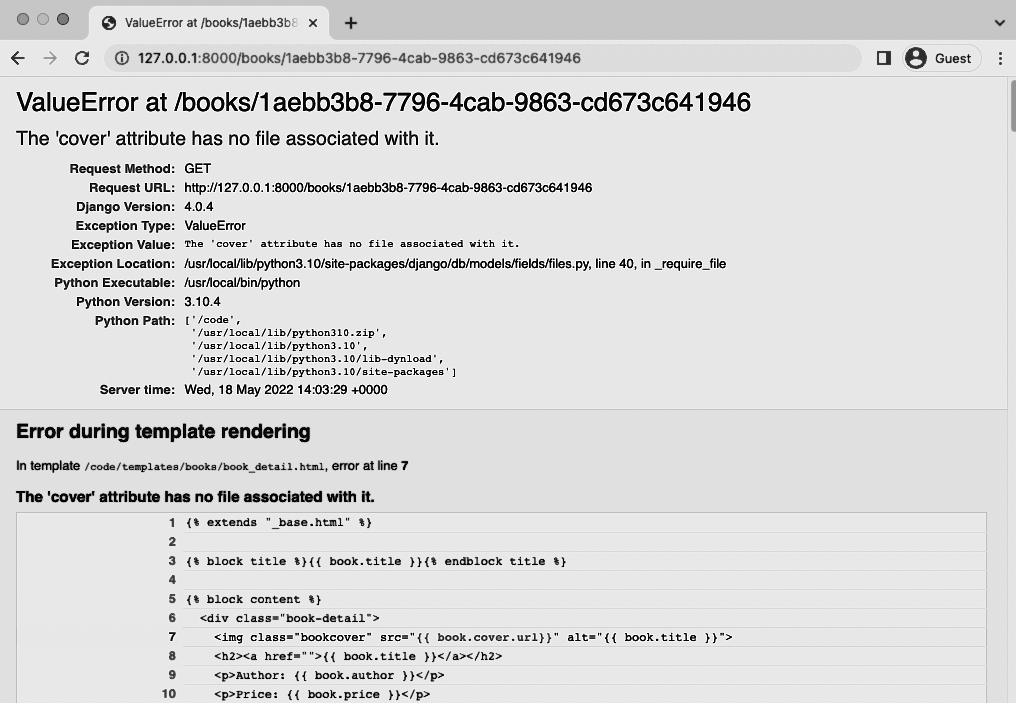 ValueError at /books/1aebb3b8
127.0.0.1:8000/books/1aebb3b8-7796-4cab-9863-cd673c641946
Guest
ValueError at /books/1aebb3b8-7796-4cab-9863-cd673c641946
The 'cover' attribute has no file associated with it.
Request Method: GET
Request URL: http://127.0.0.1:8000/books/1aebb3b8-7796-4cab-9863-cd673c641946
Django Version: 4.0.4
Exception Type: ValueError
Exception Value: The 'cover' attribute has no file associated with it.
Exception Location: /usr/local/lib/python3.10/site-packages/django/db/models/fields/files.py, line 40, in _require_file
Python Executable: /usr/local/bin/python
Python Version: 3.10.4
Python Path: ['/code',
'/usr/local/lib/python310.zip',
'/usr/local/lib/python3.10',
'/usr/local/lib/python3.10/lib-dynload',
'/usr/local/lib/python3.10/site-packages']
Server time: Wed, 18 May 2022 14:03:29 +0000
Error during template rendering
In template /code/templates/books/book_detail.html, error at line 7
The 'cover' attribute has no file associated with it.
1 {% extends "_base.html" %}
2
3 {% block title %}{{ book.title }}{% endblock title %}
4
5 {% block content %}
6 <div class="book-detail">
7 <img class="bookcover" src="{{ book.cover.url}}" alt="{{ book.title }}">
8 <h2><a href="">{{ book.title }}</a></h2>
9 <p>Author: {{ book.author }}</p>
10 <p>Price: {{ book.price }}</p>